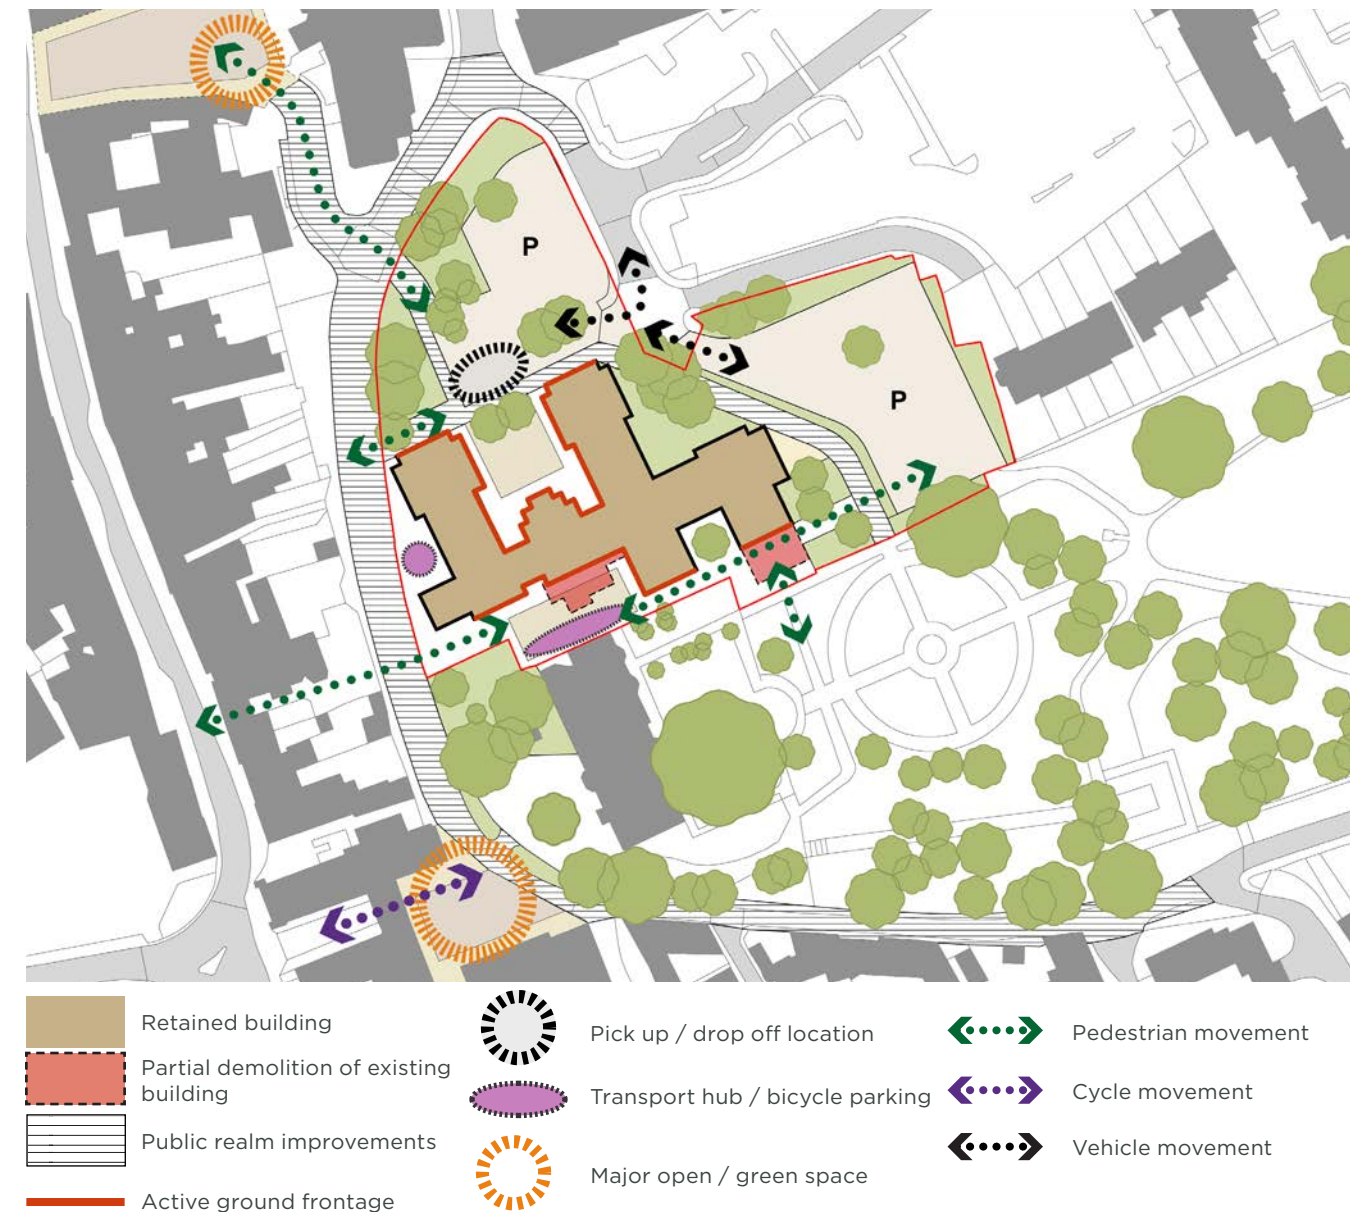 P
P
Retained building
Partial demolition of existing
building
Public realm improvements
Active ground frontage
Pick up / drop off location
Transport hub / bicycle parking
Major open / green space
Pedestrian movement
Cycle movement
Vehicle movement